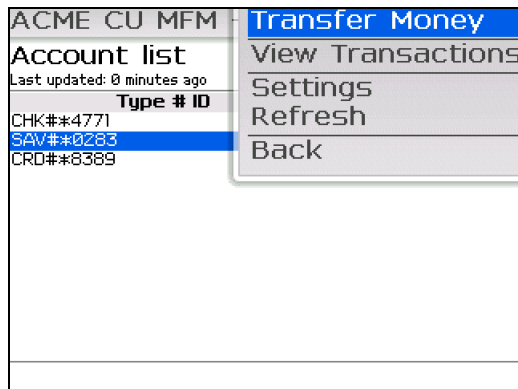 ACME CU MFM -
Transfer Money
Account list
View Transactions
Last updated: 0 minutes ago
Settings
Type # ID
Refresh
CHK#*4771
SAV#*0283
Back
CRD#*8389